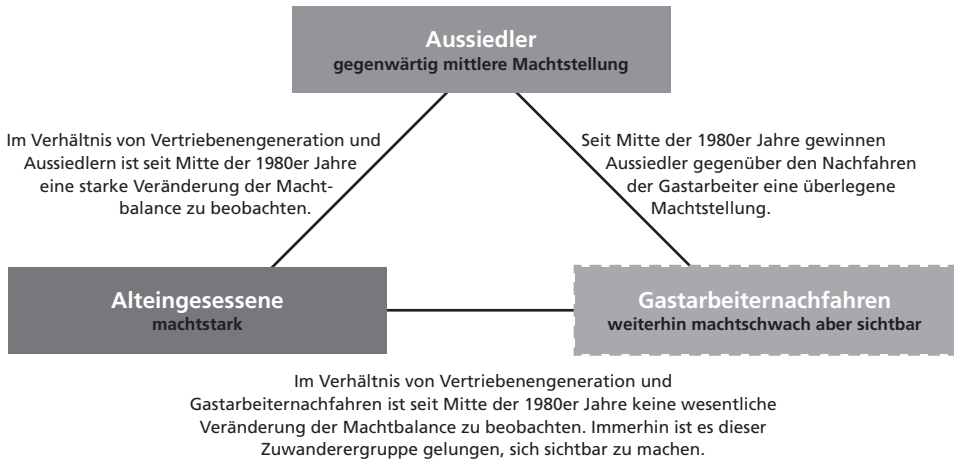 Aussiedler
gegenwärtig mittlere Machtstellung
Im Verhältnis von Vertriebenengeneration und
Aussiedlern ist seit Mitte der 1980er Jahre
eine starke Veränderung der Macht-
balance zu beobachten.
Seit Mitte der 1980er Jahre gewinnen
Aussiedler gegenüber den Nachfahren
der Gastarbeiter eine überlegene
Machtstellung.
Alteingesessene
machtstark
Gastarbeiternachfahren
weiterhin machtschwach aber sichtbar
Im Verhältnis von Vertriebenengeneration und
Gastarbeiternachfahren ist seit Mitte der 1980er Jahre keine wesentliche
Veränderung der Machtbalance zu beobachten. Immerhin ist es dieser
Zuwanderergruppe gelungen, sich sichtbar zu machen.